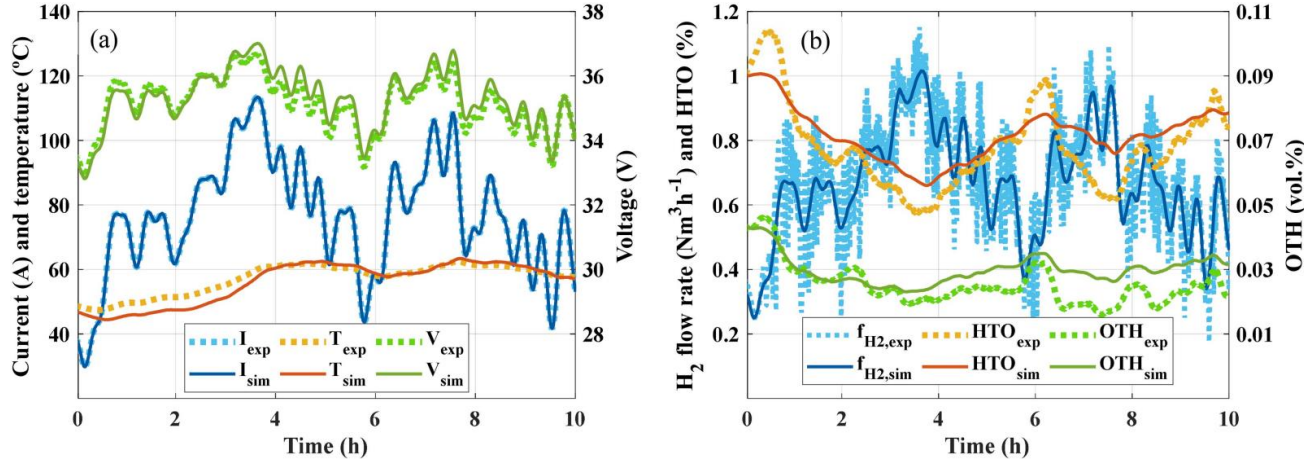 (a)
Current (A) and temperature (ºC)
140
120
100
80
60
40
Voltage (V)
38
36
34
32
30
28
I_exp T_exp V_exp
I_sim T_sim V_sim
0 2 4 6 8 10
Time (h)
(b)
H₂ flow rate (Nm³h⁻¹) and HTO (%)
1.2
1
0.8
0.6
0.4
0.2
OTH (vol.%)
0.11
0.09
0.07
0.05
0.03
0.01
f_H2,exp HTO_exp OTH_exp
f_H2,sim HTO_sim OTH_sim
0 2 4 6 8 10
Time (h)